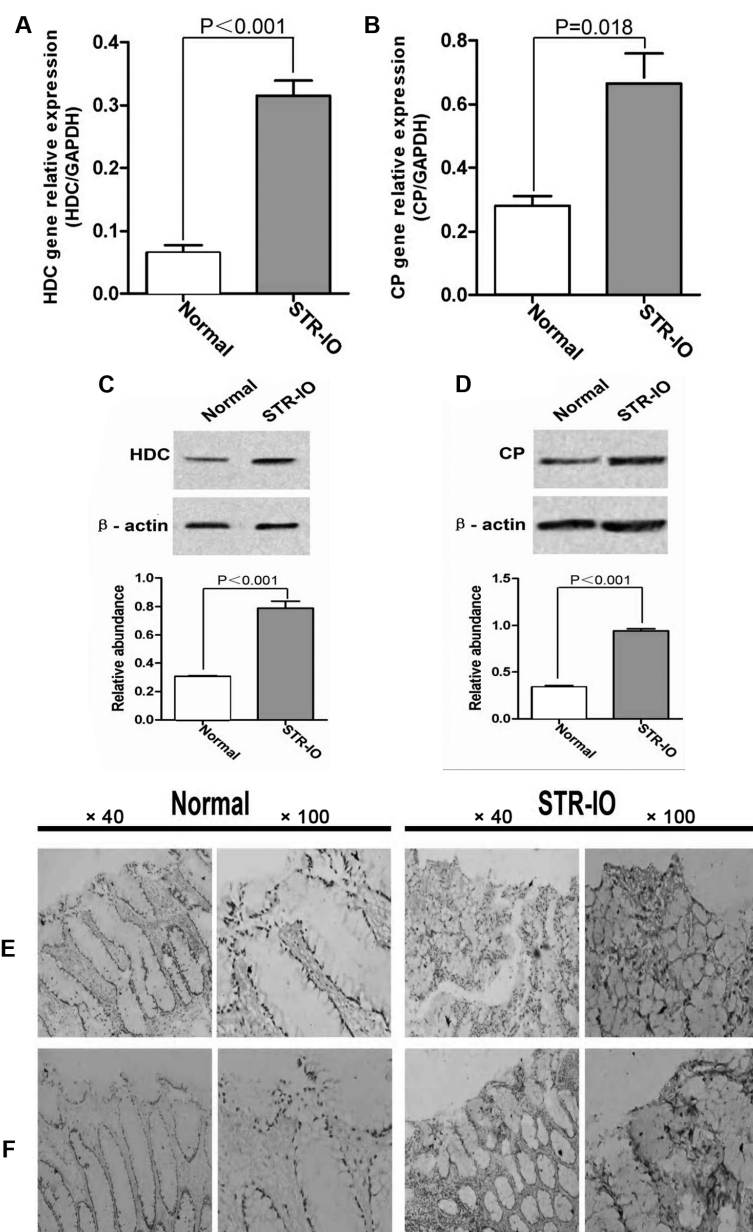 A
P<0.001
HDC gene relative expression
(HDC/GAPDH)
0.4
0.3
0.2
0.1
0.0
Normal
STR-IO
B
P=0.018
CP gene relative expression
(CP/GAPDH)
0.8
0.6
0.4
0.2
0.0
Normal
STR-IO
C
Normal
STR-IO
HDC
β - actin
P<0.001
Relative abundance
1.0
0.8
0.6
0.4
0.2
0.0
Normal
STR-IO
D
Normal
STR-IO
CP
β - actin
P<0.001
Relative abundance
1.5
1.0
0.5
0.0
Normal
STR-IO
Normal
STR-IO
× 40
× 100
× 40
× 100
E
F